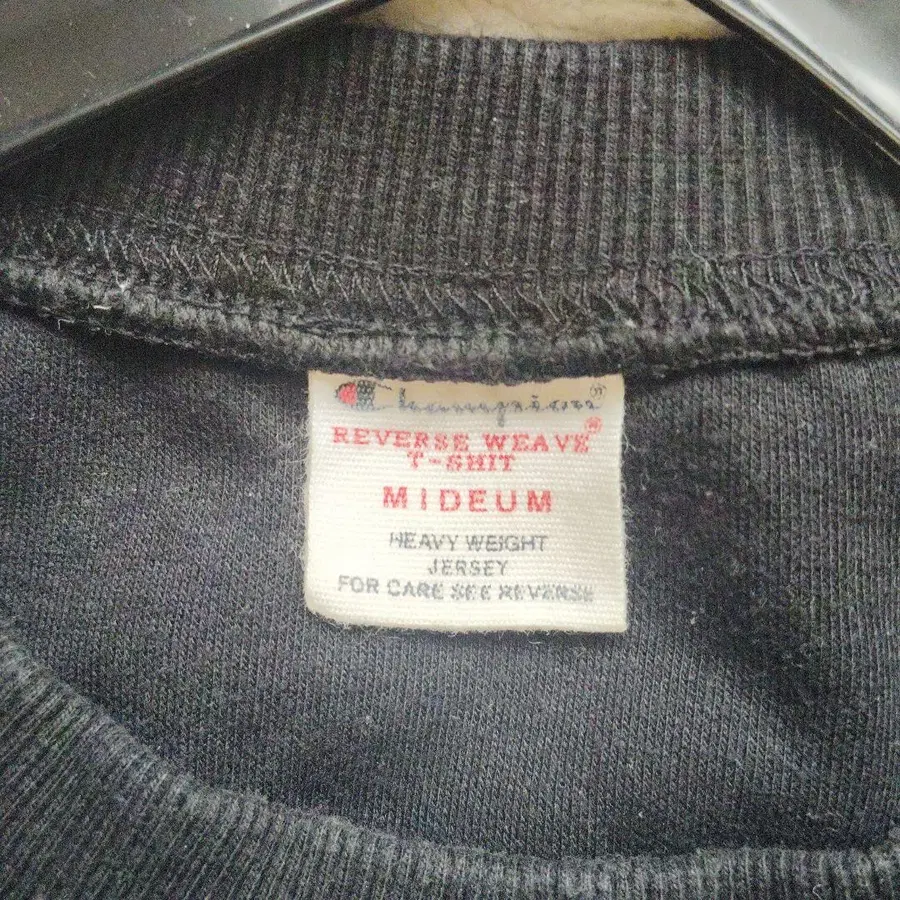 Champion®
REVERSE WEAVE®
T-SHIT
MIDEUM
HEAVY WEIGHT
JERSEY
FOR CARE SEE REVERSE